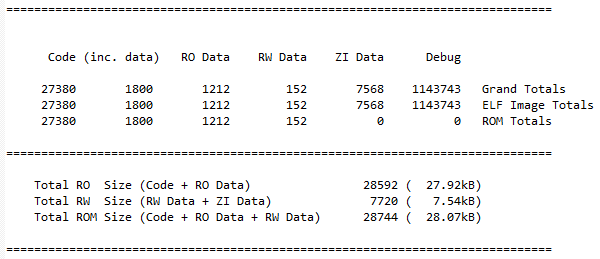 ==============================================================================
Code (inc. data)   RO Data    RW Data    ZI Data      Debug
27380       1800       1212        152       7568    1143743   Grand Totals
27380       1800       1212        152       7568    1143743   ELF Image Totals
27380       1800       1212        152          0          0   ROM Totals
==============================================================================
Total RO  Size (Code + RO Data)                28592 (  27.92kB)
Total RW  Size (RW Data + ZI Data)              7720 (   7.54kB)
Total ROM Size (Code + RO Data + RW Data)      28744 (  28.07kB)
==============================================================================